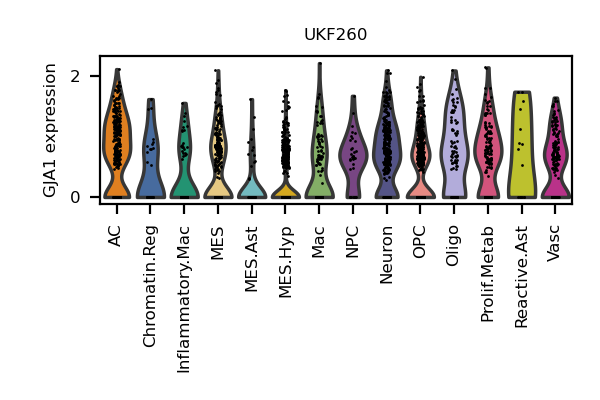 UKF260
GJA1 expression
2
0
AC
Chromatin.Reg
Inflammatory.Mac
MES
MES.Ast
MES.Hyp
Mac
NPC
Neuron
OPC
Oligo
Prolif.Metab
Reactive.Ast
Vasc